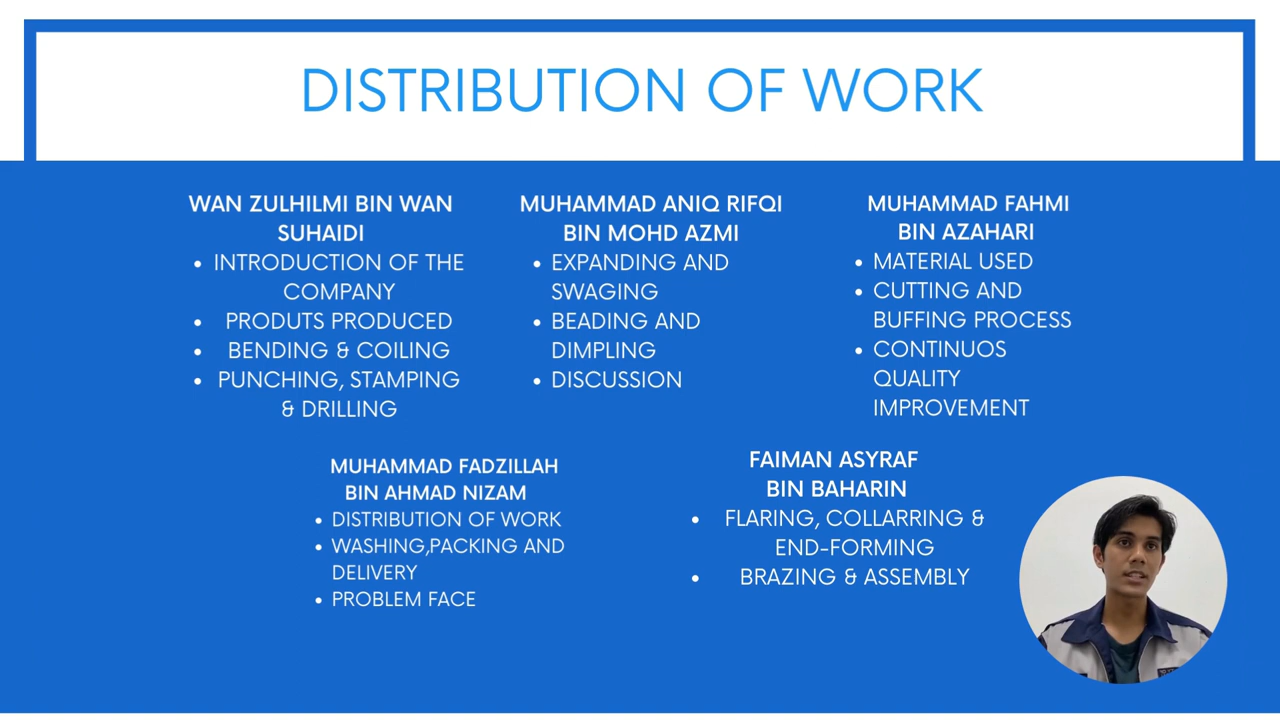 DISTRIBUTION OF WORK
WAN ZULHILMI BIN WAN
SUHAIDI
• INTRODUCTION OF THE
COMPANY
• PRODUTS PRODUCED
• BENDING & COILING
• PUNCHING, STAMPING
& DRILLING
MUHAMMAD ANIQ RIFQI
BIN MOHD AZMI
• EXPANDING AND
SWAGING
• BEADING AND
DIMPLING
• DISCUSSION
MUHAMMAD FAHMI
BIN AZAHARI
• MATERIAL USED
• CUTTING AND
BUFFING PROCESS
• CONTINUOS
QUALITY
IMPROVEMENT
MUHAMMAD FADZILLAH
BIN AHMAD NIZAM
• DISTRIBUTION OF WORK
• WASHING,PACKING AND
DELIVERY
• PROBLEM FACE
FAIMAN ASYRAF
BIN BAHARIN
• FLARING, COLLARRING &
END-FORMING
• BRAZING & ASSEMBLY